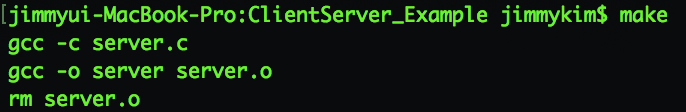 [jimmyui-MacBook-Pro:ClientServer_Example jimmykim$ make
gcc -c server.c
gcc -o server server.o
rm server.o